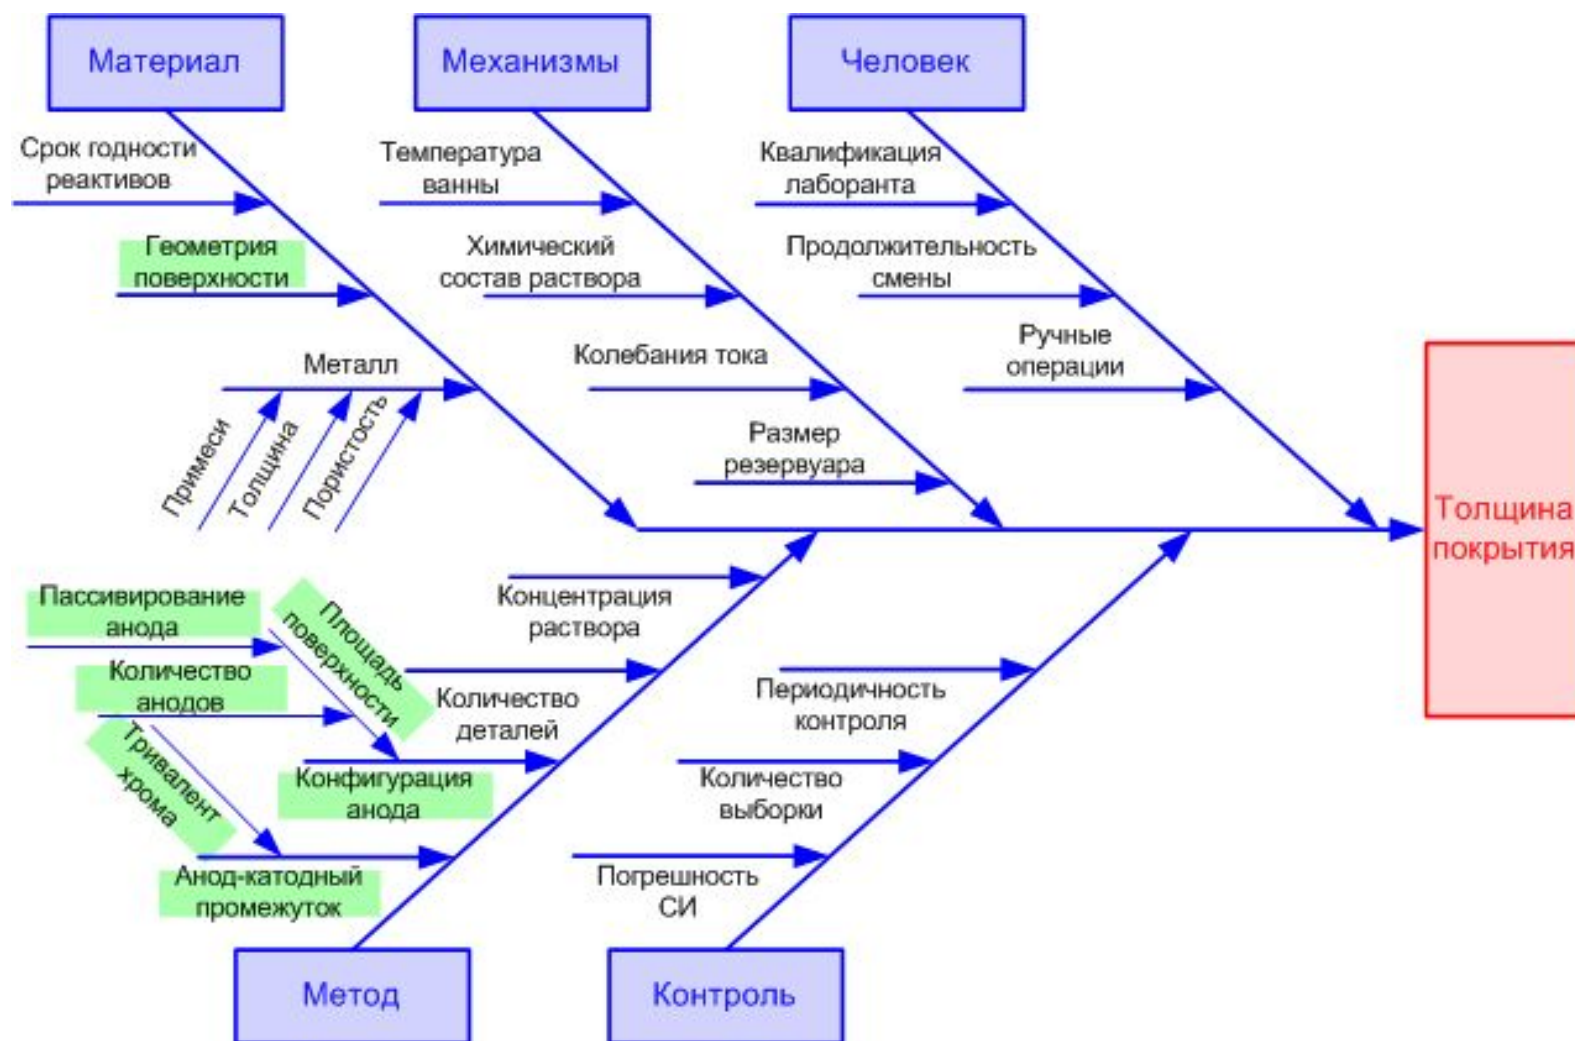 Материал
Механизмы
Человек
Срок годности
реактивов
Температура
ванны
Квалификация
лаборанта
Геометрия
поверхности
Химический
состав раствора
Продолжительность
смены
Металл
Примеси
Толщина
Пористость
Колебания тока
Ручные
операции
Размер
резервуара
Толщина
покрытия
Концентрация
раствора
Пассивирование
анода
Площадь
поверхности
Количество
анодов
Количество
деталей
Периодичность
контроля
Тривалент
хрома
Конфигурация
анода
Количество
выборки
Анод-катодный
промежуток
Погрешность
СИ
Метод
Контроль